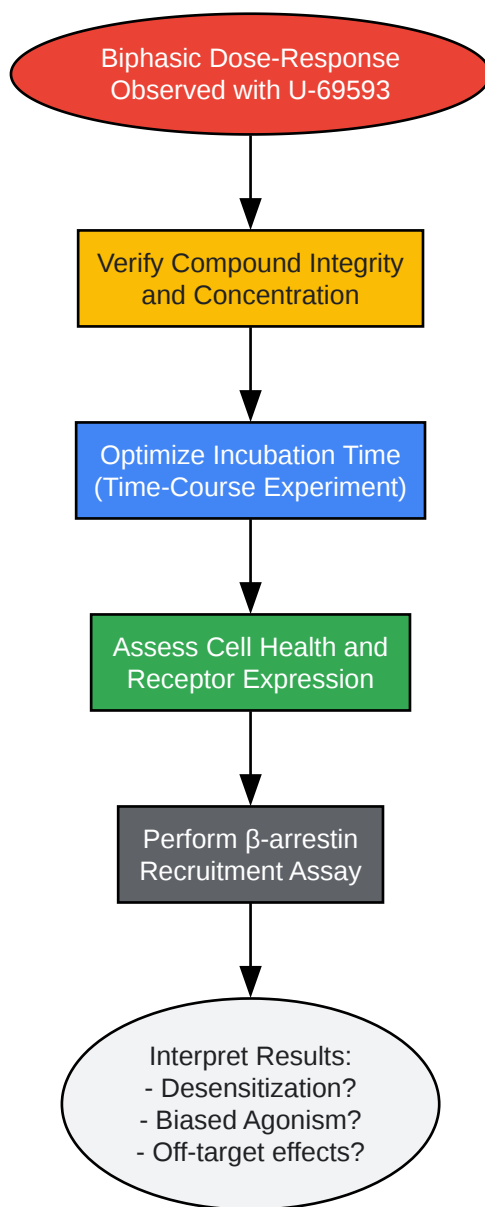 Biphasic Dose-Response
Observed with U-69593
Verify Compound Integrity
and Concentration
Optimize Incubation Time
(Time-Course Experiment)
Assess Cell Health and
Receptor Expression
Perform β-arrestin
Recruitment Assay
Interpret Results:
- Desensitization?
- Biased Agonism?
- Off-target effects?